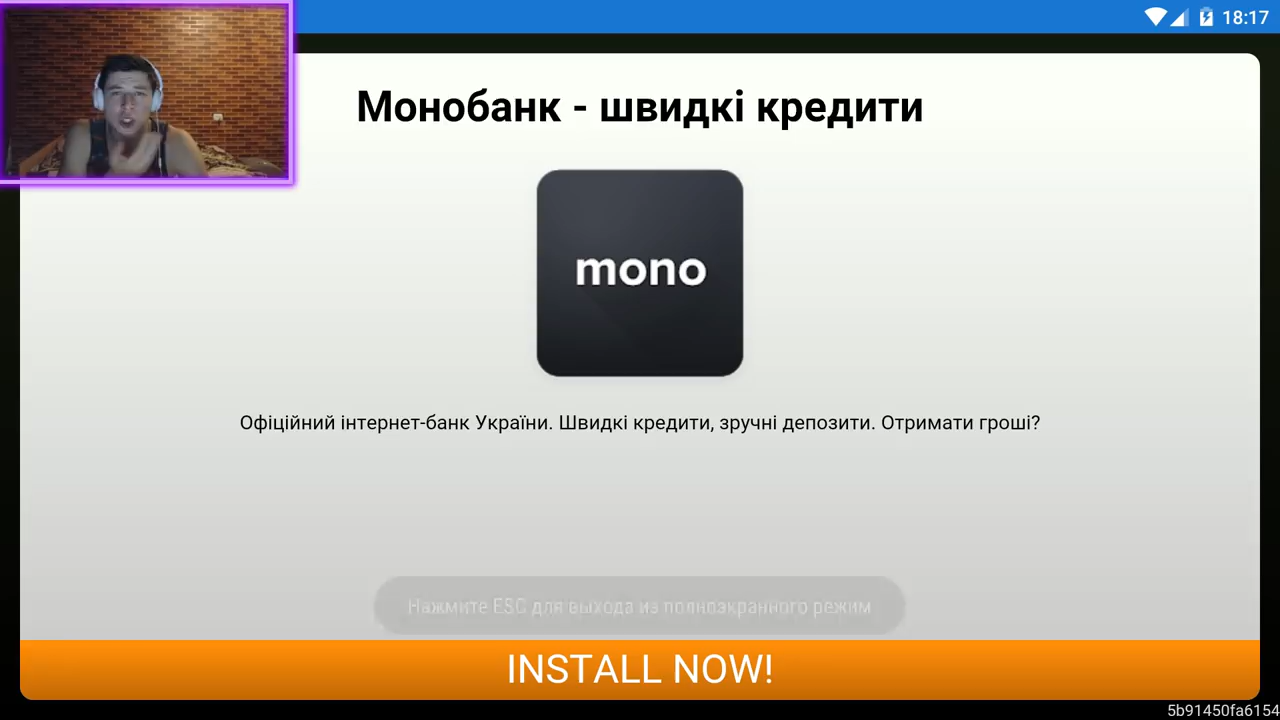 18:17
Монобанк - швидкі кредити
mono
Офіційний інтернет-банк України. Швидкі кредити, зручні депозити. Отримати гроші?
Нажмите ESC для выхода из полноэкранного режим
INSTALL NOW!
5b91450fa6154